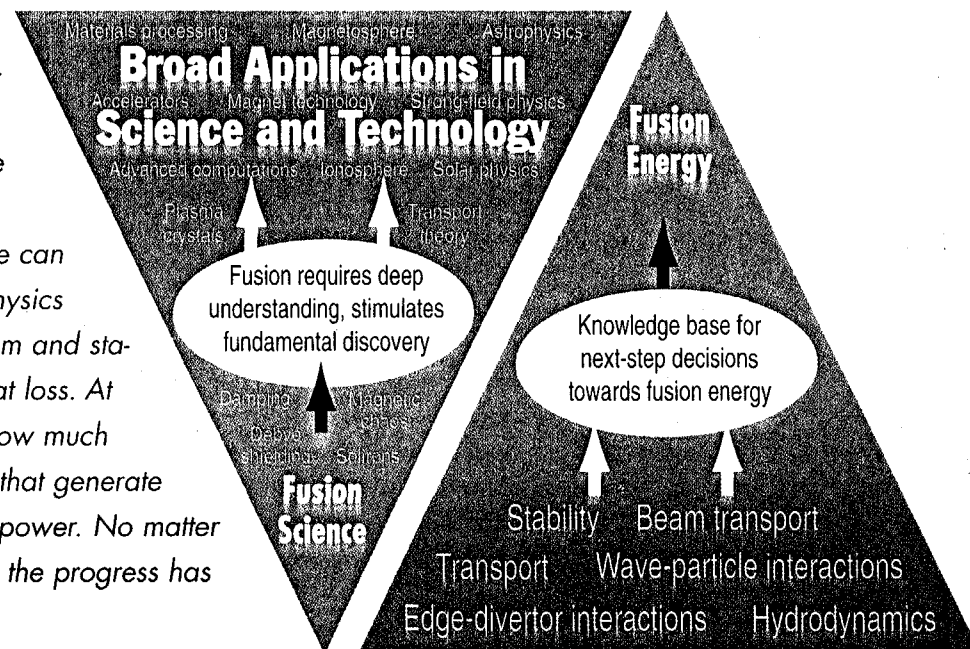 e
e can
hysics
m and sta-
at loss. At
ow much
that generate
power. No matter
the progress has
Materials processing Magnetosphere Astrophysics
Broad Applications in
Accelerators Magnet technology Strong-field physics
Science and Technology
Advanced computations Ionosphere Solar physics
Plasma
crystals
Transport
theory
Fusion requires deep
understanding, stimulates
fundamental discovery
Damping
Magnetic
chaos
Debye
shielding
Solitons
Fusion
Science
Fusion
Energy
Knowledge base for
next-step decisions
towards fusion energy
Stability Beam transport
Transport Wave-particle interactions
Edge-divertor interactions Hydrodynamics